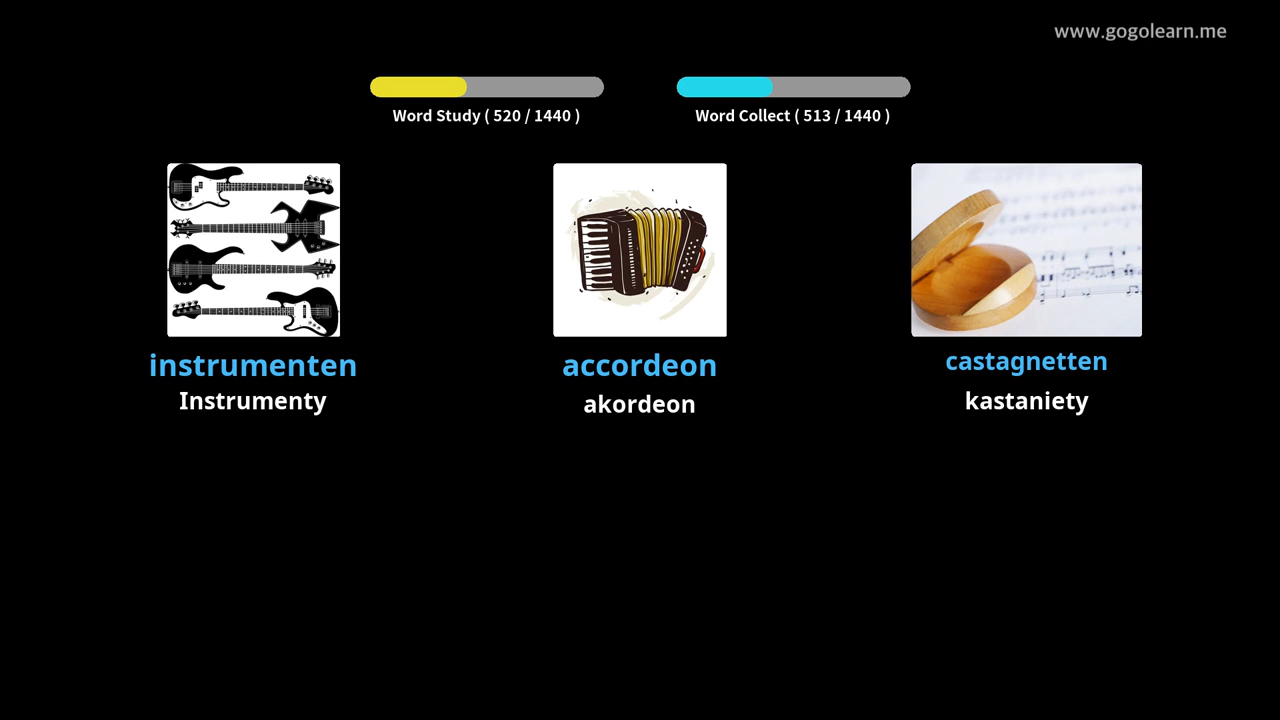 www.gogolearn.me
Word Study ( 520 / 1440 )
Word Collect ( 513 / 1440 )
instrumenten
Instrumenty
accordeon
akordeon
castagnetten
kastaniety